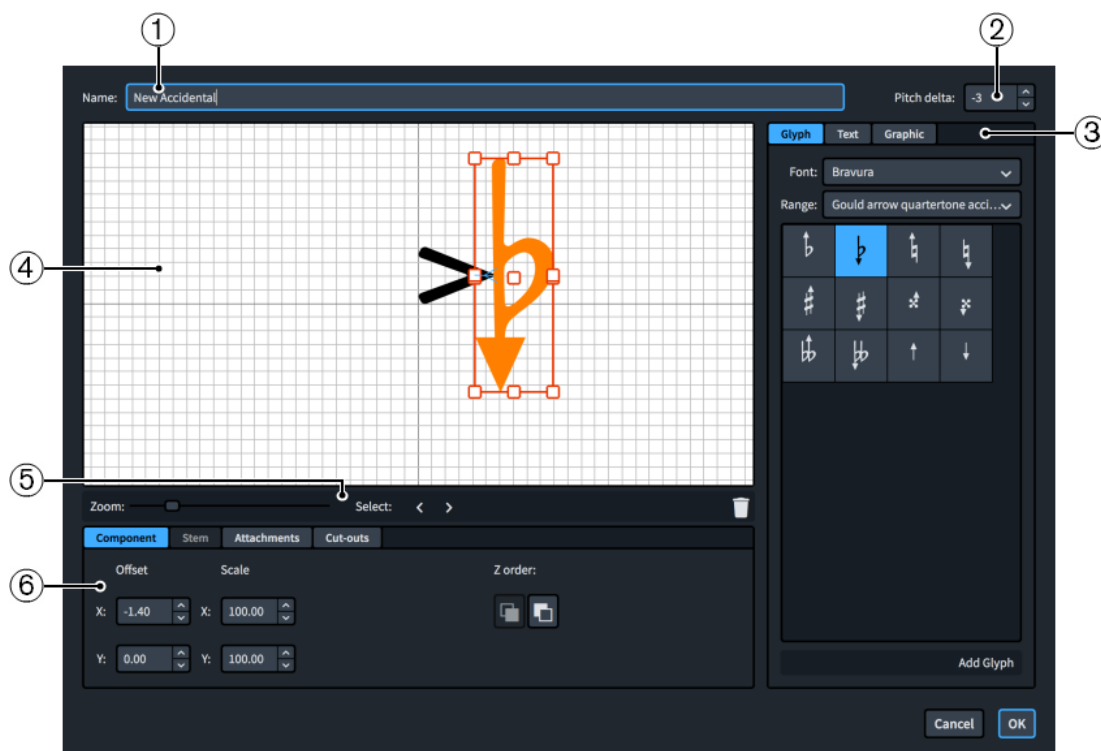 ① ②
Name: New Accidental Pitch delta: -3
Glyph Text Graphic ③
Font: Bravura
Range: Gould arrow quartertone acci...
④
⑤
Zoom: Select: < >
Component Stem Attachments Cut-outs
⑥ Offset Scale Z order:
X: -1.40 X: 100.00
Y: 0.00 Y: 100.00
Add Glyph
Cancel OK